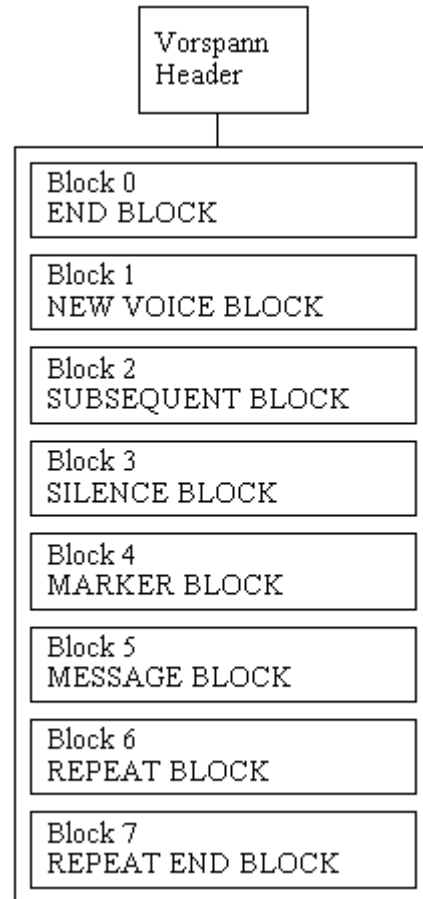 Vorspann
Header
Block 0
END BLOCK
Block 1
NEW VOICE BLOCK
Block 2
SUBSEQUENT BLOCK
Block 3
SILENCE BLOCK
Block 4
MARKER BLOCK
Block 5
MESSAGE BLOCK
Block 6
REPEAT BLOCK
Block 7
REPEAT END BLOCK